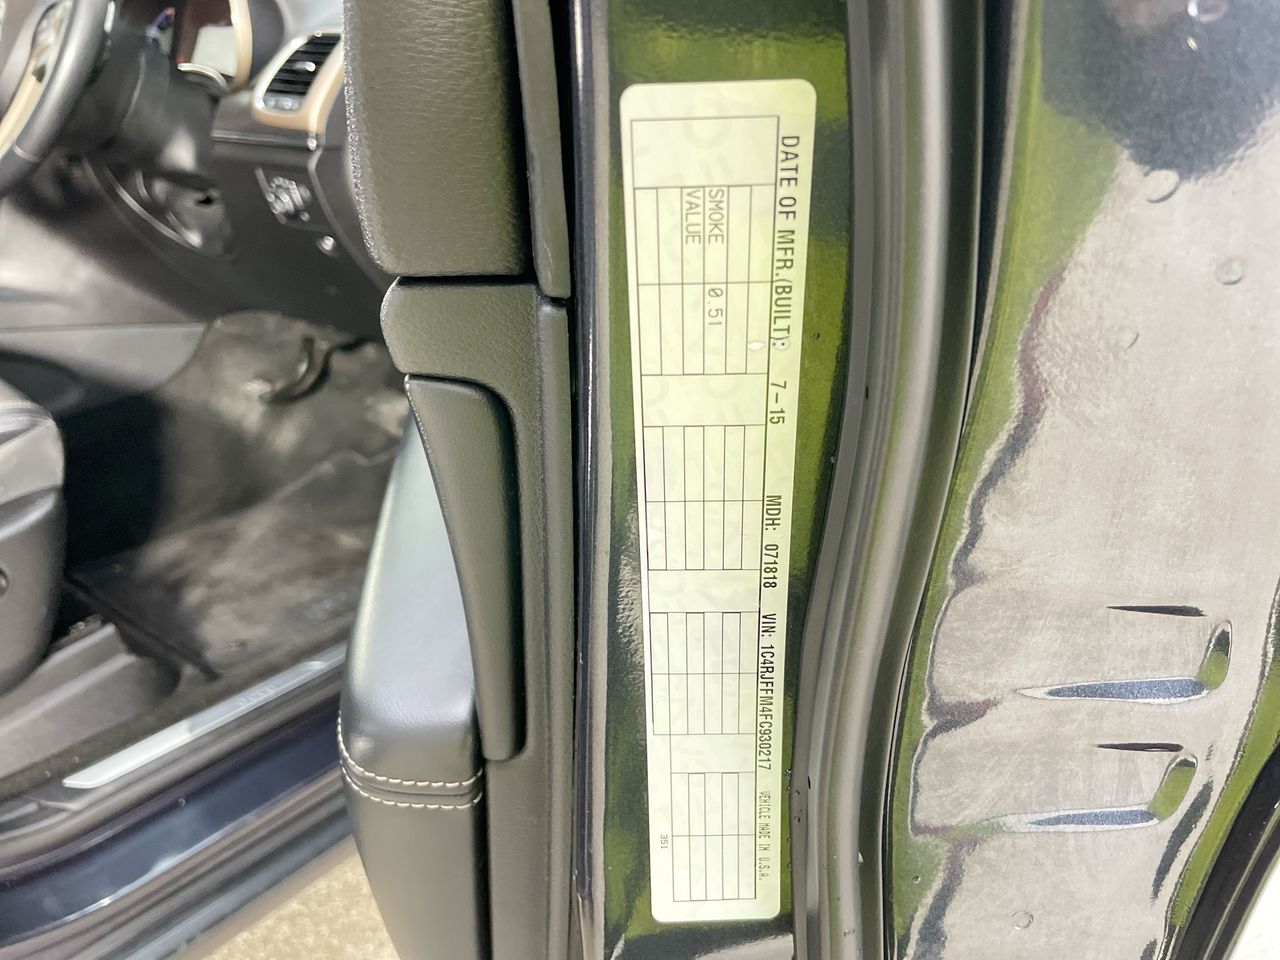 DATE OF MFR.(BUILT): 7-15 MDH: 071818 VIN: 1C4RJFFM4FC930217 VEHICLE MADE IN U.S.A.
SMOKE 0.51
VALUE
351